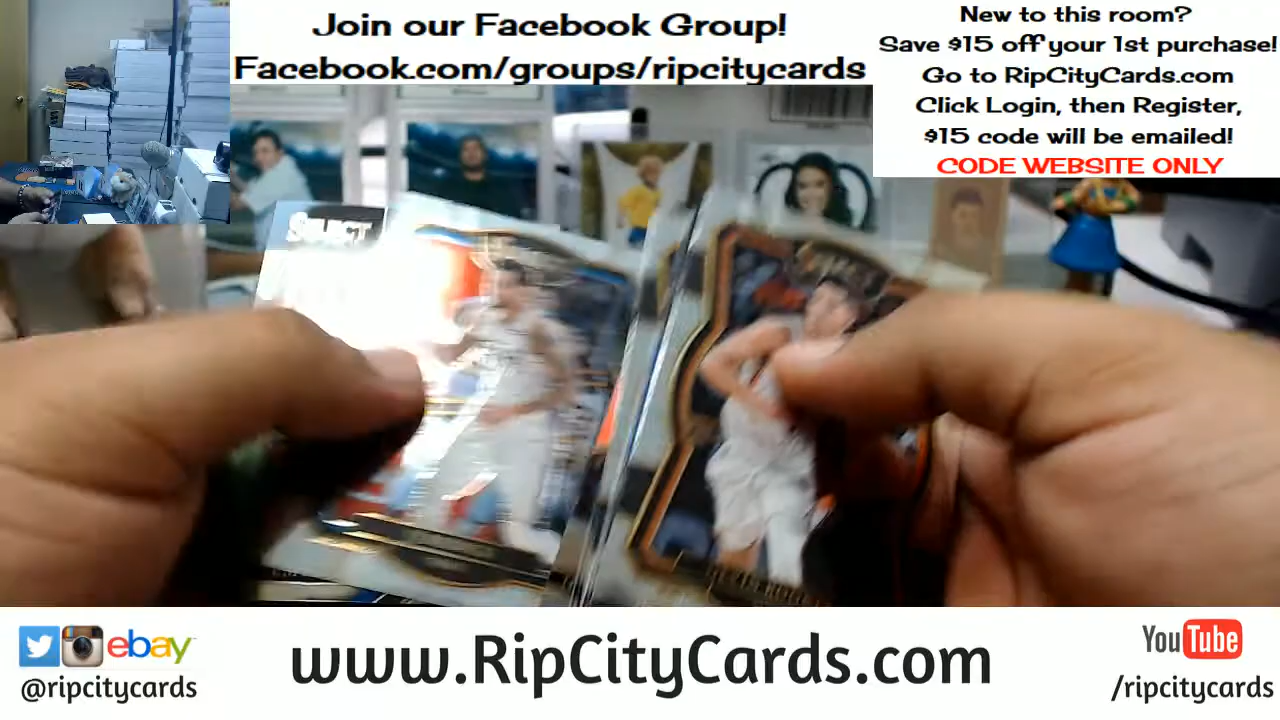 Join our Facebook Group!
Facebook.com/groups/ripcitycards
New to this room?
Save $15 off your 1st purchase!
Go to RipCityCards.com
Click Login, then Register,
$15 code will be emailed!
CODE WEBSITE ONLY
SELECT
ebay
@ripcitycards
www.RipCityCards.com
YouTube
/ripcitycards